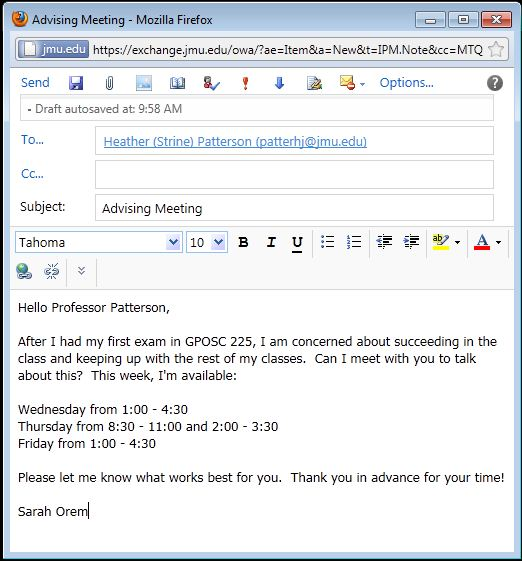 Advising Meeting - Mozilla Firefox
jmu.edu https://exchange.jmu.edu/owa/?ae=Item&a=New&t=IPM.Note&cc=MTQ
Send Options...
- Draft autosaved at: 9:58 AM
To... Heather (Strine) Patterson (patterhj@jmu.edu)
Cc...
Subject: Advising Meeting
Tahoma 10 B I U ab A
Hello Professor Patterson,
After I had my first exam in GPOSC 225, I am concerned about succeeding in the
class and keeping up with the rest of my classes.  Can I meet with you to talk
about this?  This week, I'm available:
Wednesday from 1:00 - 4:30
Thursday from 8:30 - 11:00 and 2:00 - 3:30
Friday from 1:00 - 4:30
Please let me know what works best for you.  Thank you in advance for your time!
Sarah Orem